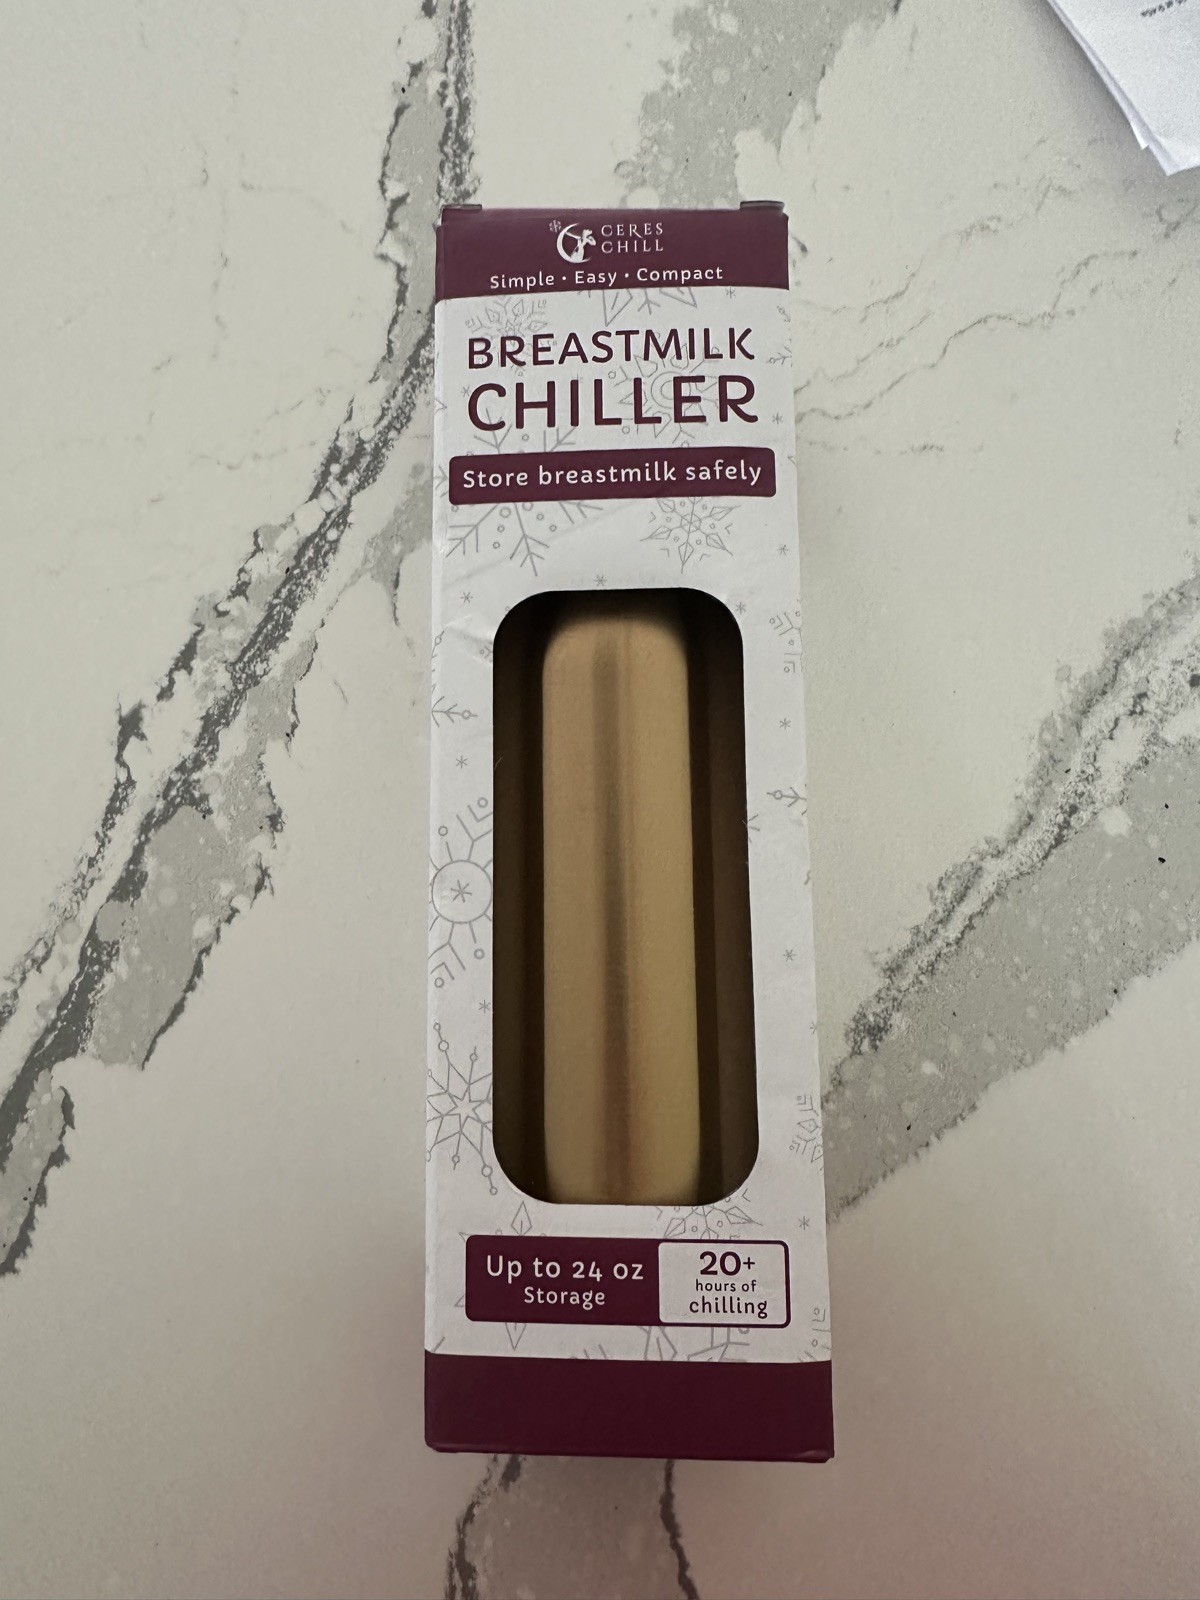 CERES
CHILL
Simple · Easy · Compact
BREASTMILK
CHILLER
Store breastmilk safely
Up to 24 oz
Storage
20+
hours of
chilling